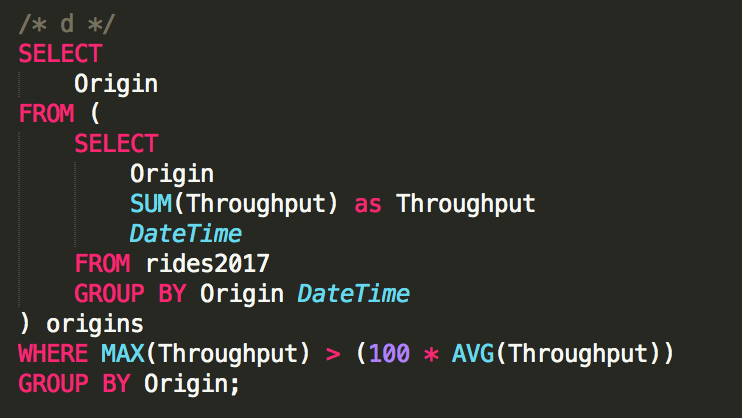 /* d */
SELECT
Origin
FROM (
SELECT
Origin
SUM(Throughput) as Throughput
DateTime
FROM rides2017
GROUP BY Origin DateTime
) origins
WHERE MAX(Throughput) > (100 * AVG(Throughput))
GROUP BY Origin;